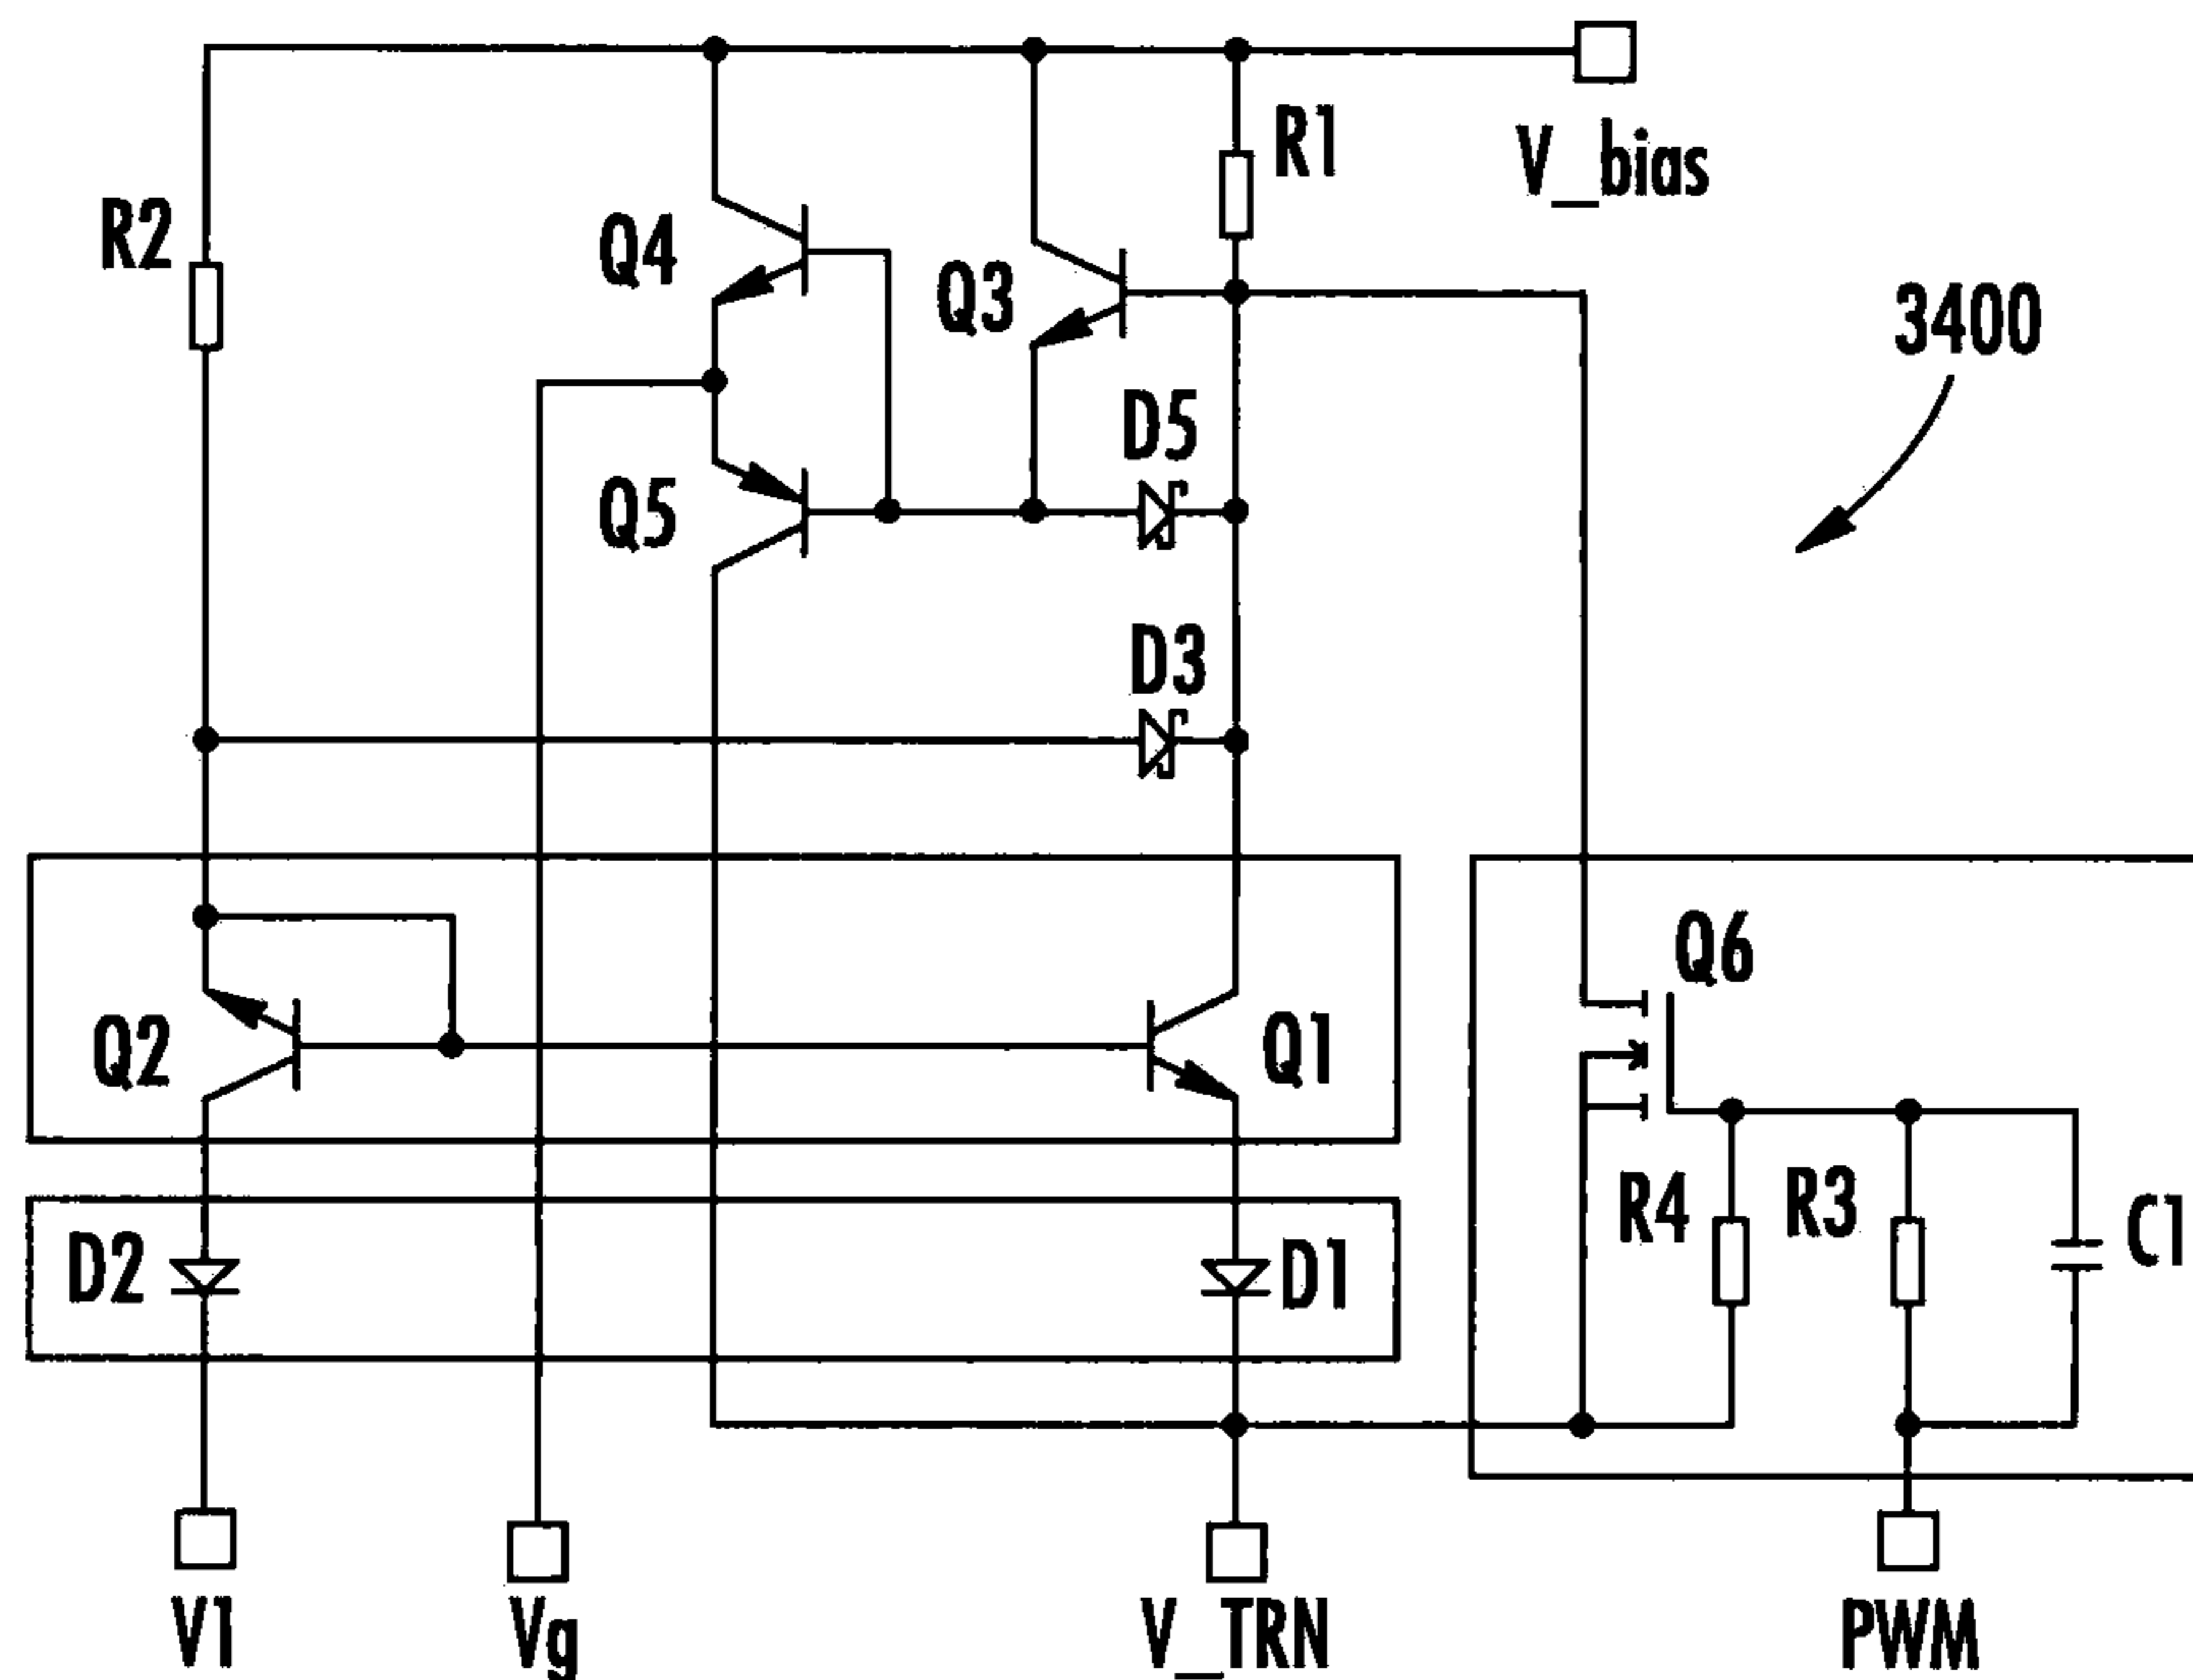 R1
V_bias
R2
Q4
Q3
3400
D5
Q5
D3
Q6
Q2
Q1
R4
R3
C1
D2
D1
V1
Vg
V_TRN
PWM